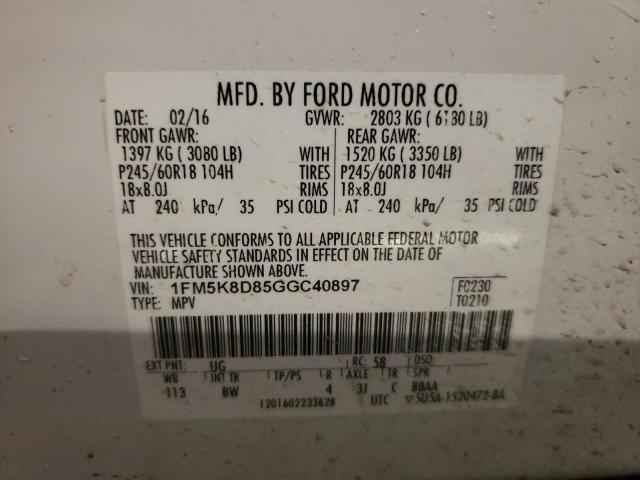 MFD. BY FORD MOTOR CO.
DATE: 02/16 GVWR: 2803 KG ( 6180 LB)
FRONT GAWR: REAR GAWR:
1397 KG ( 3080 LB) WITH 1520 KG ( 3350 LB) WITH
P245/60R18 104H TIRES P245/60R18 104H TIRES
18x8.0J RIMS 18x8.0J RIMS
AT 240 kPa/ 35 PSI COLD AT 240 kPa/ 35 PSI COLD
THIS VEHICLE CONFORMS TO ALL APPLICABLE FEDERAL MOTOR
VEHICLE SAFETY STANDARDS IN EFFECT ON THE DATE OF
MANUFACTURE SHOWN ABOVE.
VIN: 1FM5K8D85GGC40897 FC230
TYPE: MPV T0210
EXT PNT: UG RC: 58 DSO:
WB INT TR TP/PS R AXLE TR SPR
113 BW 4 3J C BBAA
1201602233628 UTC 5U5A-1520472-BA